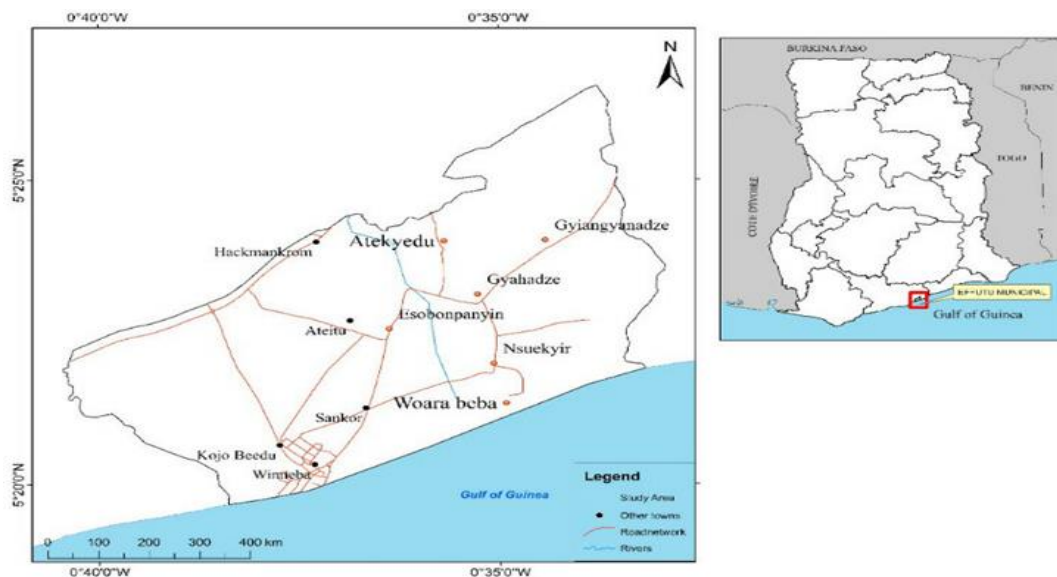 0°40'0"W 0°35'0"W
N
5°25'0"N
Hackmankrom
Atekyedu
Gyiangyanadze
Gyahadze
Ateitu
Esobonpanyin
Nsuekyir
Sankor
Woara beba
Kojo Beedu
Winneba
5°20'0"N
Gulf of Guinea
Legend
Study Area
Other towns
Roadnetwork
Rivers
0 100 200 300 400 km
0°40'0"W 0°35'0"W
BURKINA FASO
BENIN
TOGO
COTE D'IVOIRE
EFFUTU MUNICIPAL
Gulf of Guinea